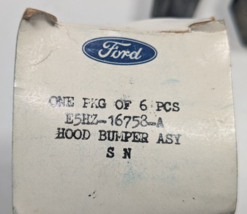 Ford
ONE PKG OF 6 PCS
E5HZ-16758-A
HOOD BUMPER ASY
S N